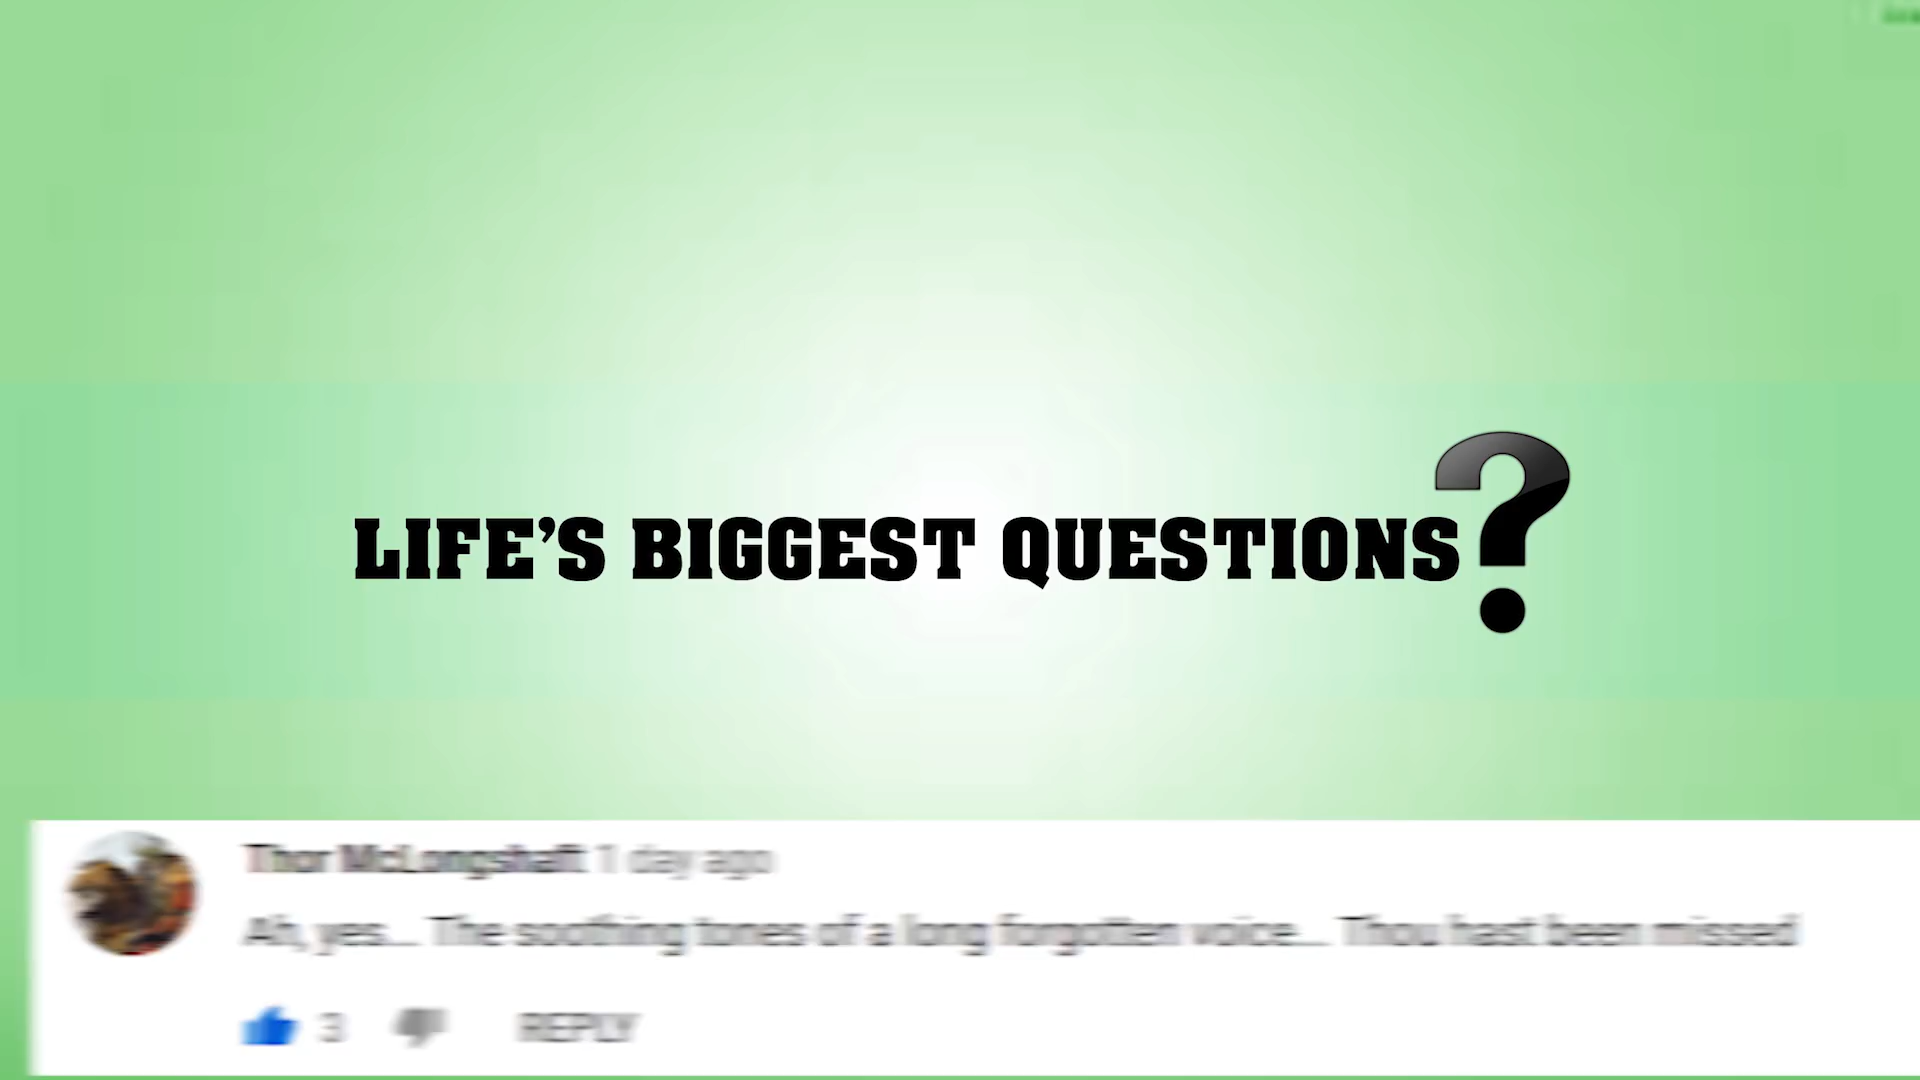 LIFE'S BIGGEST QUESTIONS?
Thor McLongshaft 1 day ago
Ah, yes... The soothing tones of a long forgotten voice... Thou hast been missed
3 REPLY